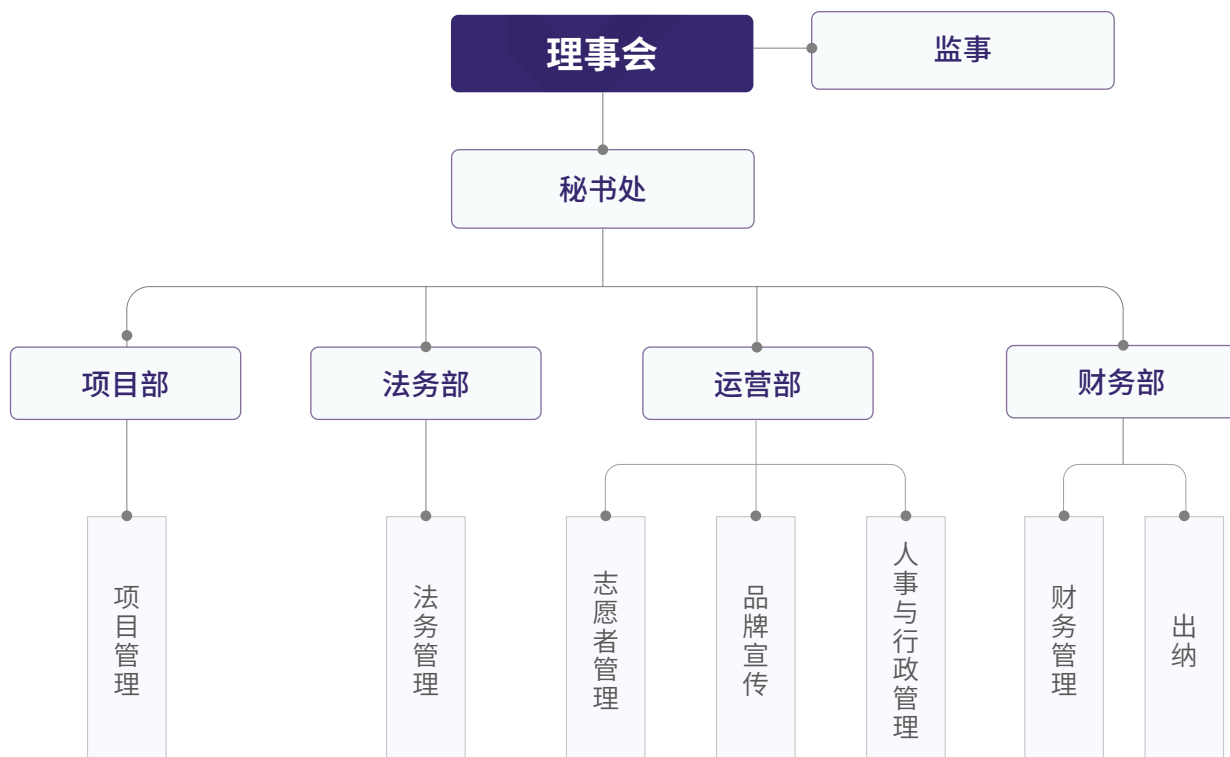 理事会
监事
秘书处
项目部
法务部
运营部
财务部
项目管理
法务管理
志愿者管理
品牌宣传
人事与行政管理
财务管理
出纳